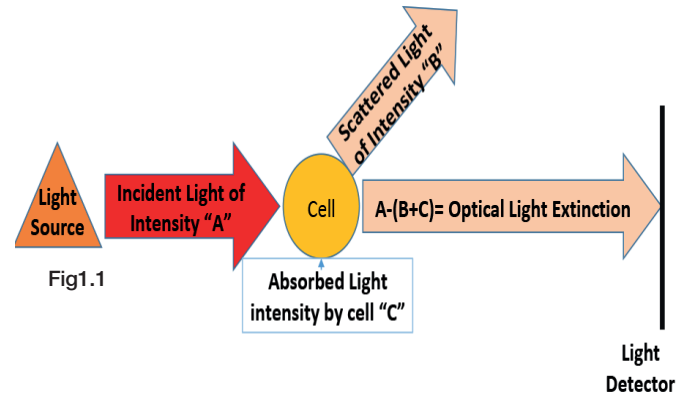 Light
Source
Incident Light of
Intensity “A”
Scattered Light
of Intensity “B”
Cell
A-(B+C)= Optical Light Extinction
Absorbed Light
intensity by cell “C”
Fig1.1
Light
Detector